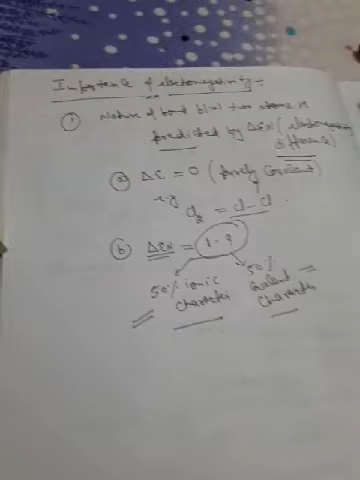 Importence of electronegativity :-
① Nature of bond b/w two atoms is
predicted by ΔEN (electronegativity
difference)
ⓐ ΔE = 0 (purely covalent)
e.g
Cl2 = Cl - Cl
ⓑ ΔEN = 1.9
50% ionic character
50% covalent character